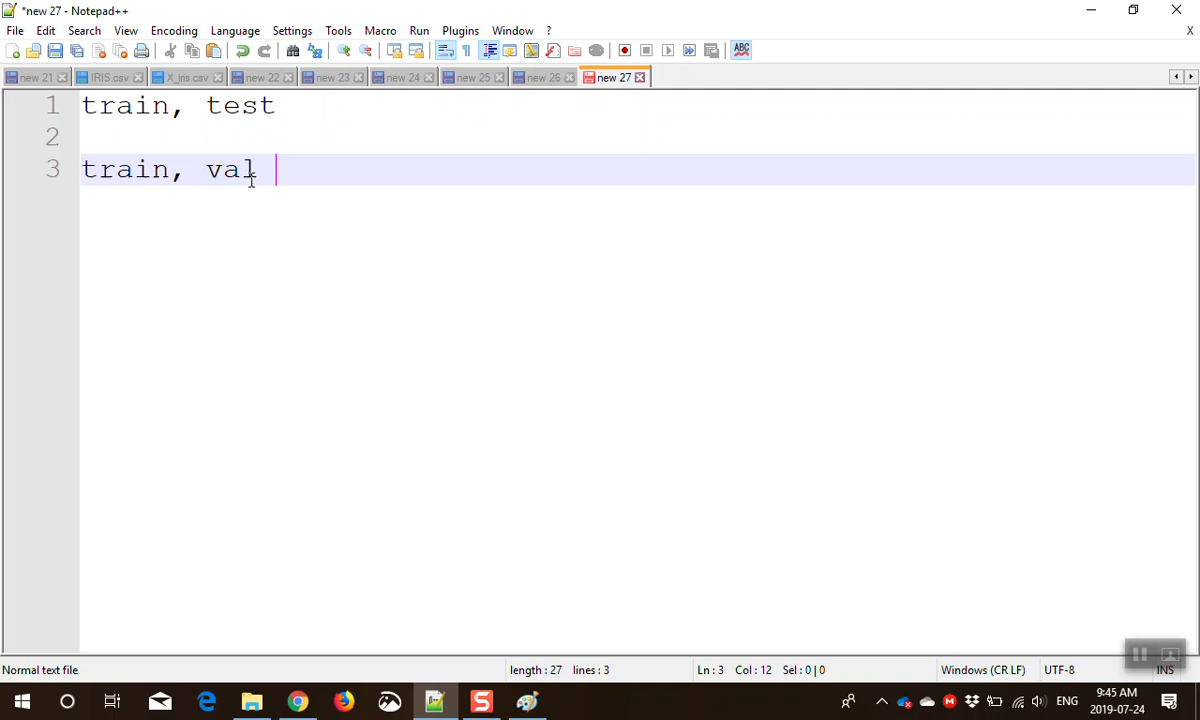 *new 27 - Notepad++
File Edit Search View Encoding Language Settings Tools Macro Run Plugins Window ? X
ABC
new 21 IRIS.csv X_iris.csv new 22 new 23 new 24 new 25 new 26 new 27
1 train, test
2
3 train, val
Normal text file length : 27 lines : 3 Ln : 3 Col : 12 Sel : 0 | 0 Windows (CR LF) UTF-8 INS
ENG 9:45 AM
2019-07-24